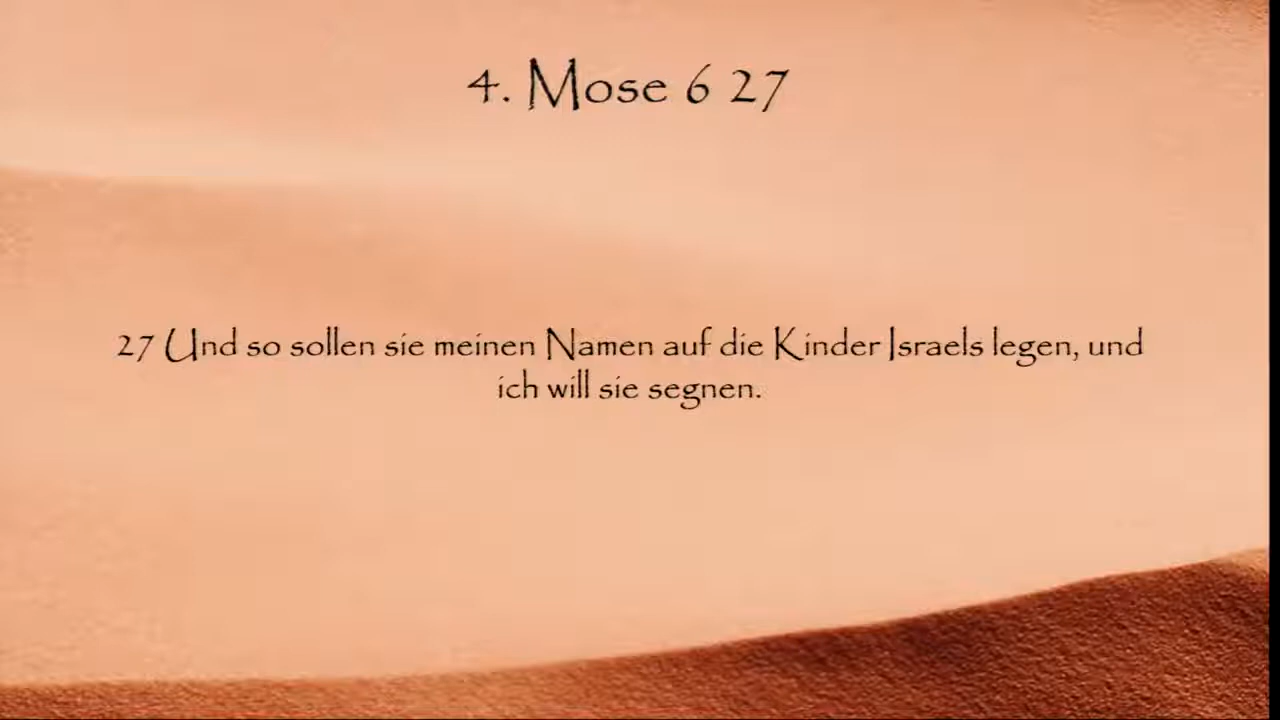 4. Mose 6 27
27 Und so sollen sie meinen Namen auf die Kinder Israels legen, und
ich will sie segnen.